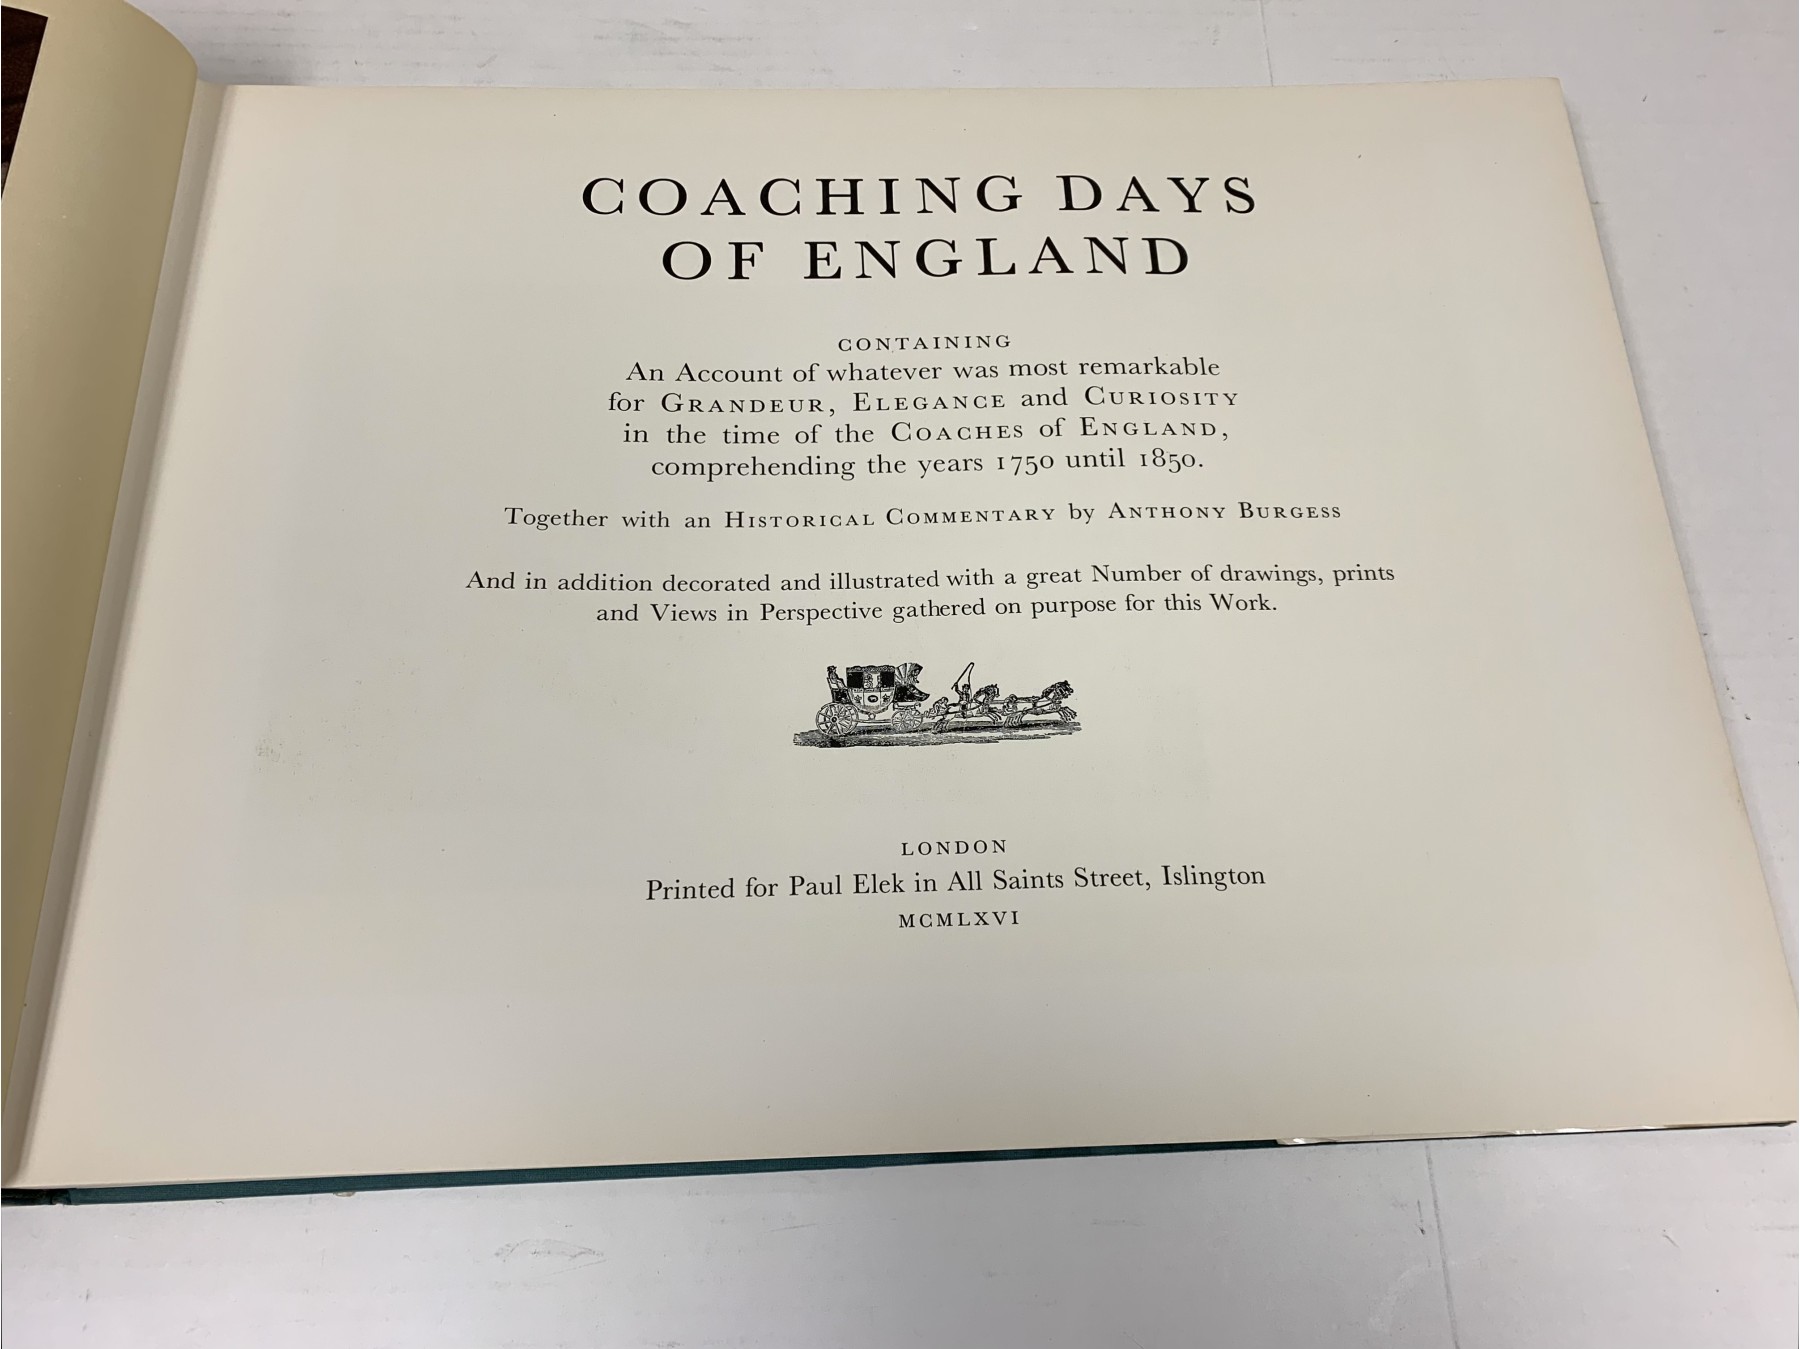 COACHING DAYS
OF ENGLAND
CONTAINING
An Account of whatever was most remarkable
for GRANDEUR, ELEGANCE and CURIOSITY
in the time of the COACHES of ENGLAND,
comprehending the years 1750 until 1850.
Together with an HISTORICAL COMMENTARY by ANTHONY BURGESS
And in addition decorated and illustrated with a great Number of drawings, prints
and Views in Perspective gathered on purpose for this Work.
LONDON
Printed for Paul Elek in All Saints Street, Islington
MCMLXVI